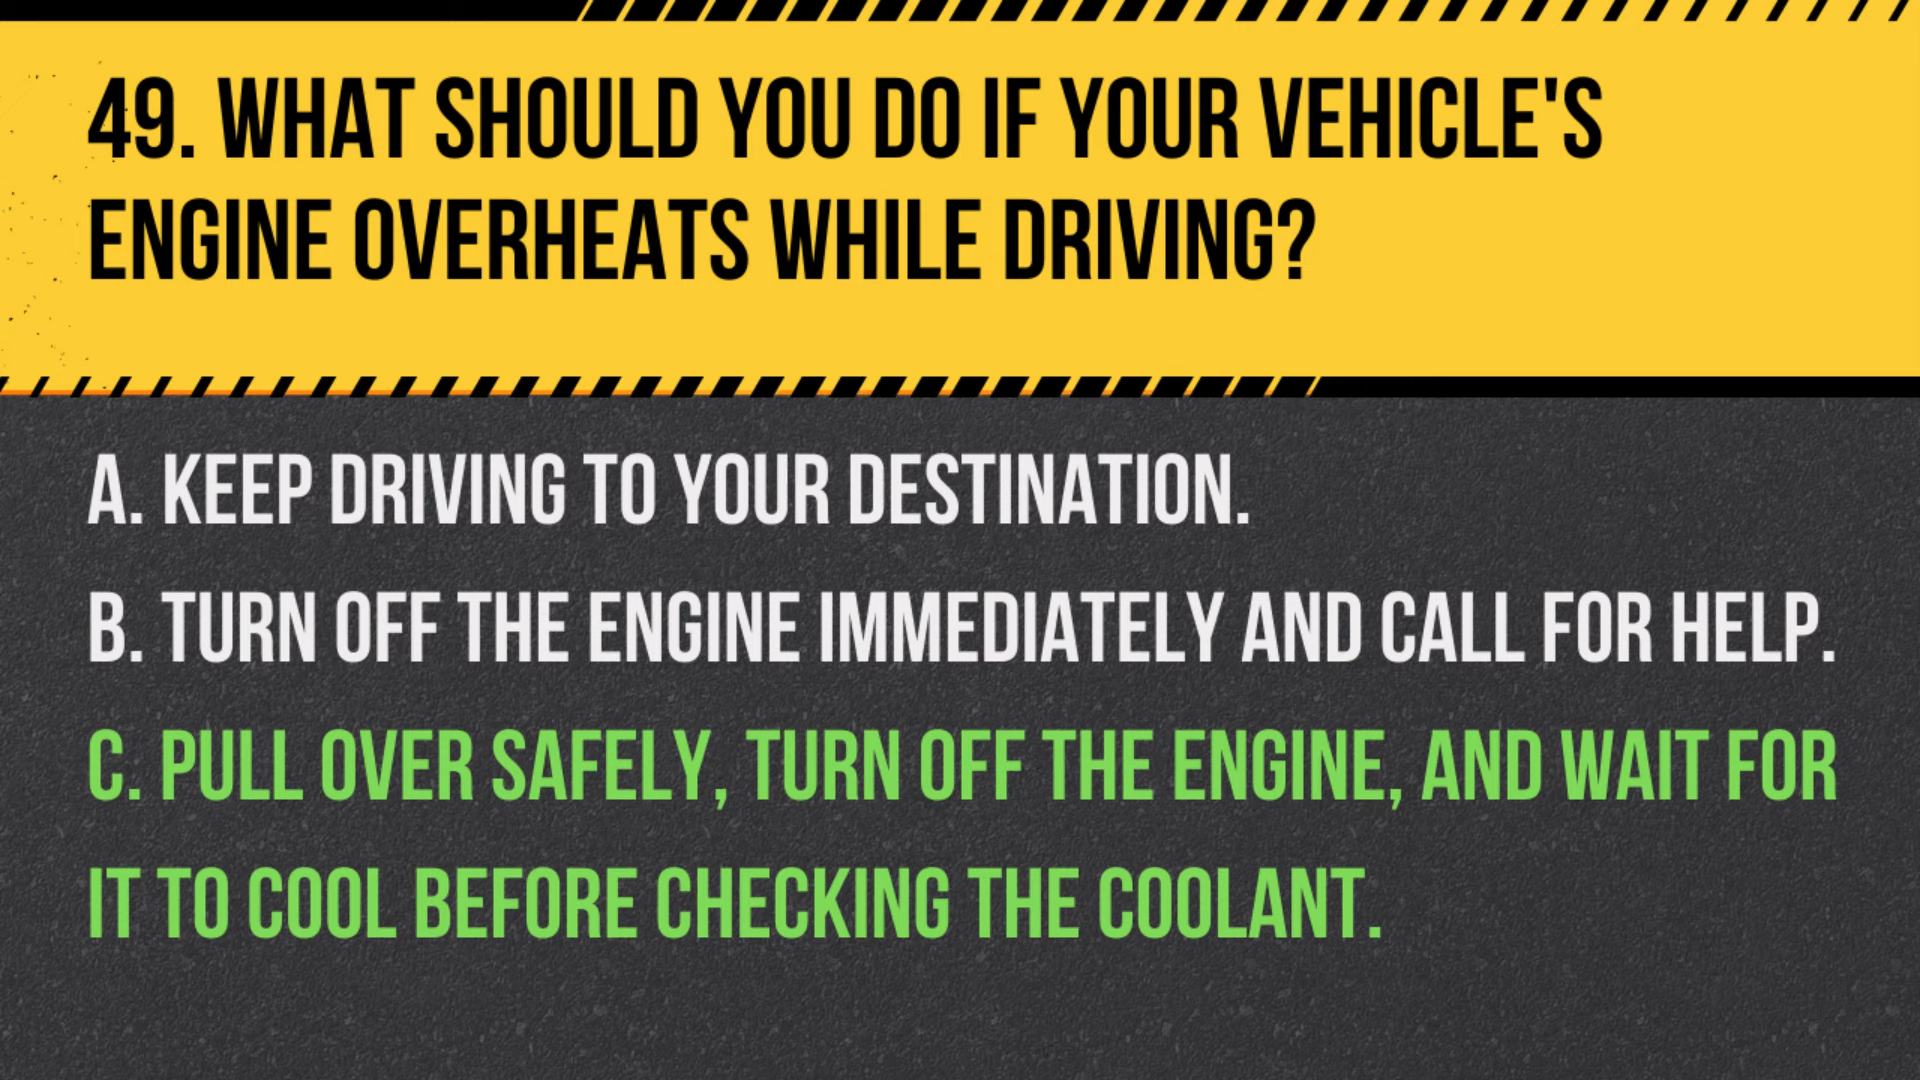 49. WHAT SHOULD YOU DO IF YOUR VEHICLE'S
ENGINE OVERHEATS WHILE DRIVING?
A. KEEP DRIVING TO YOUR DESTINATION.
B. TURN OFF THE ENGINE IMMEDIATELY AND CALL FOR HELP.
C. PULL OVER SAFELY, TURN OFF THE ENGINE, AND WAIT FOR
IT TO COOL BEFORE CHECKING THE COOLANT.